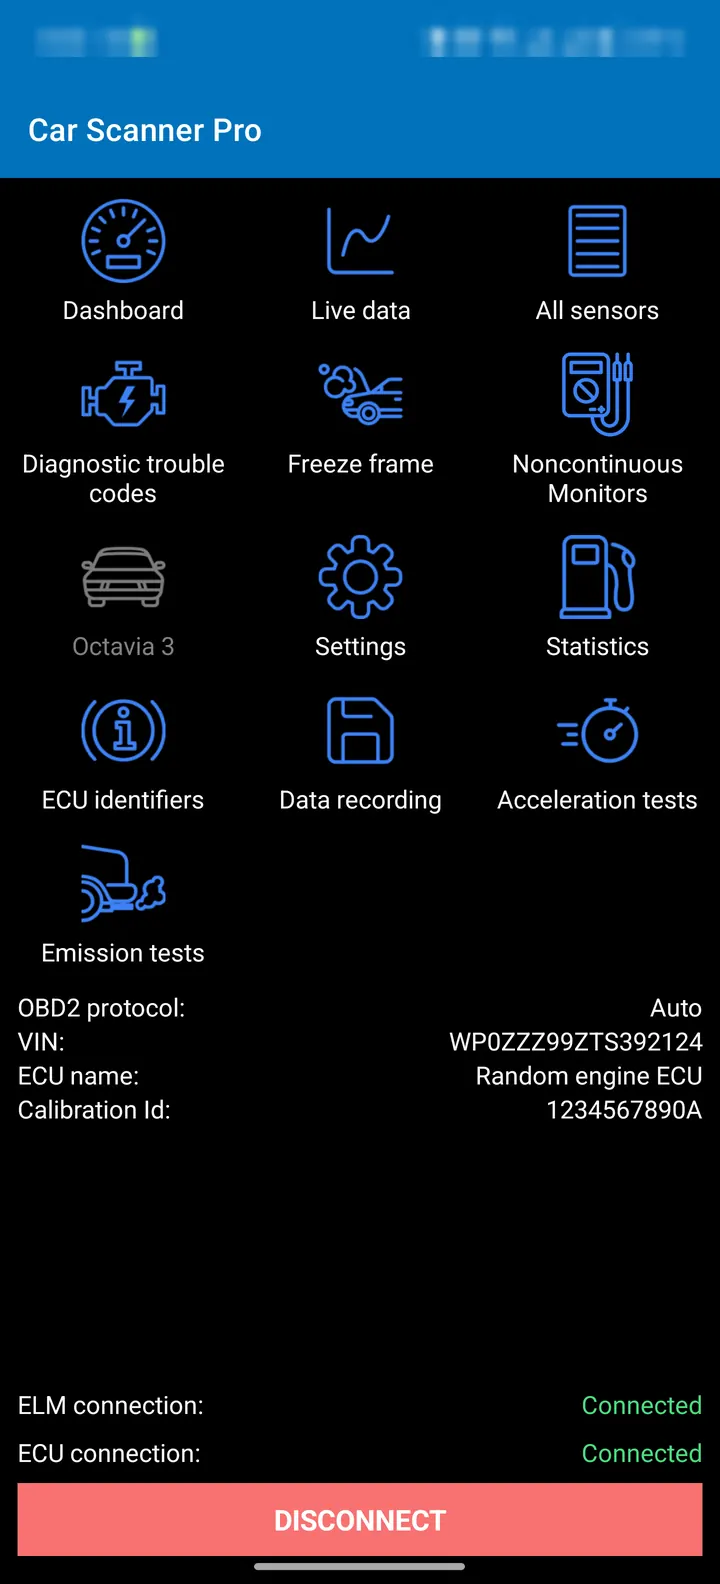 Car Scanner Pro
Dashboard
Live data
All sensors
Diagnostic trouble
codes
Freeze frame
Noncontinuous
Monitors
Octavia 3
Settings
Statistics
ECU identifiers
Data recording
Acceleration tests
Emission tests
OBD2 protocol: Auto
VIN: WP0ZZZ99ZTS392124
ECU name: Random engine ECU
Calibration Id: 1234567890A
ELM connection: Connected
ECU connection: Connected
DISCONNECT